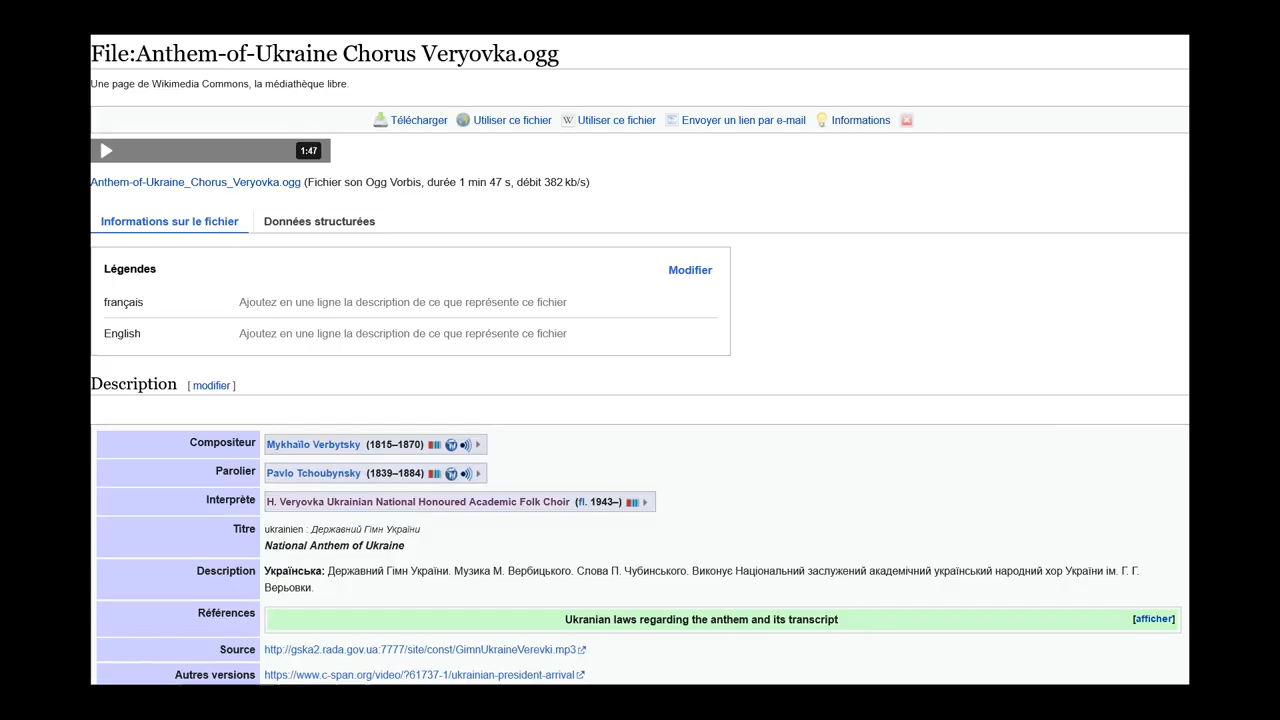 File:Anthem-of-Ukraine Chorus Veryovka.ogg
Une page de Wikimedia Commons, la médiathèque libre.
Télécharger Utiliser ce fichier W Utiliser ce fichier Envoyer un lien par e-mail Informations
1:47
Anthem-of-Ukraine_Chorus_Veryovka.ogg (Fichier son Ogg Vorbis, durée 1 min 47 s, débit 382 kb/s)
Informations sur le fichier Données structurées
Légendes Modifier
français Ajoutez en une ligne la description de ce que représente ce fichier
English Ajoutez en une ligne la description de ce que représente ce fichier
Description [ modifier ]
Compositeur Mykhaïlo Verbytsky (1815–1870)
Parolier Pavlo Tchoubynsky (1839–1884)
Interprète H. Veryovka Ukrainian National Honoured Academic Folk Choir (fl. 1943–)
Titre ukrainien : Державний Гімн України
National Anthem of Ukraine
Description Українська: Державний Гімн України. Музика М. Вербицького. Слова П. Чубинського. Виконує Національний заслужений академічний український народний хор України ім. Г. Г.
Верьовки.
Références Ukranian laws regarding the anthem and its transcript [afficher]
Source http://gska2.rada.gov.ua:7777/site/const/GimnUkraineVerevki.mp3
Autres versions https://www.c-span.org/video/?61737-1/ukrainian-president-arrival